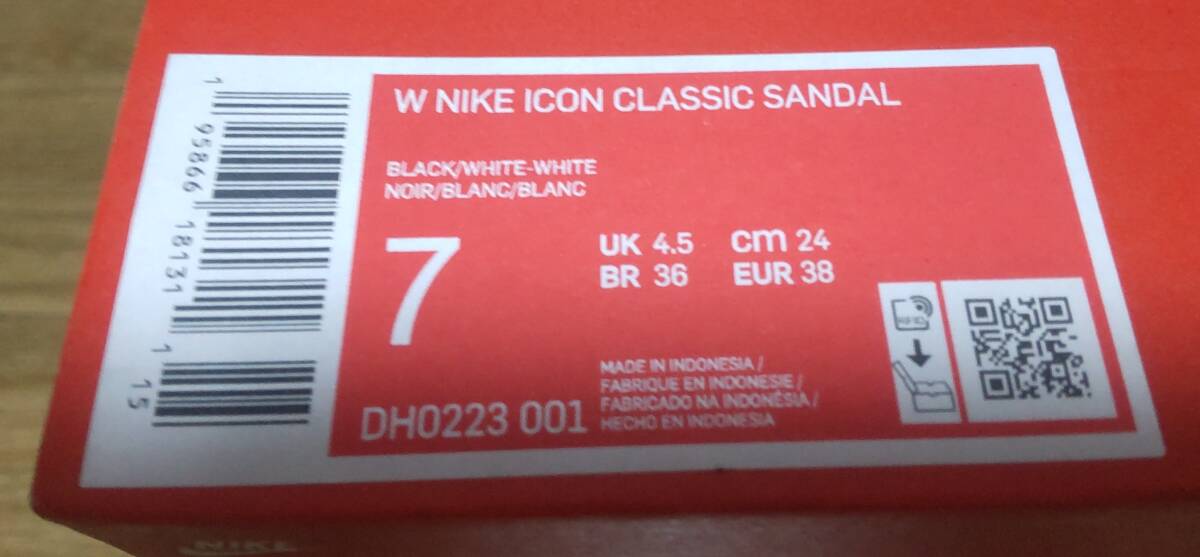 W NIKE ICON CLASSIC SANDAL
BLACK/WHITE-WHITE
NOIR/BLANC/BLANC
7
UK 4.5 cm 24
BR 36 EUR 38
MADE IN INDONESIA /
FABRIQUE EN INDONESIE /
FABRICADO NA INDONÉSIA /
HECHO EN INDONESIA
DH0223 001
1 95866 18131 1 15
RFID
NIKE